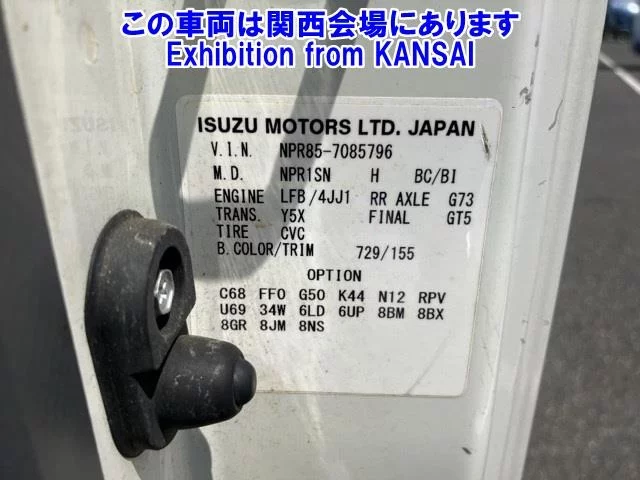 この車両は関西会場にあります
Exhibition from KANSAI
ISUZU MOTORS LTD. JAPAN
V.I.N. NPR85-7085796
M.D. NPR1SN H BC/BI
ENGINE LFB/4JJ1 RR AXLE G73
TRANS. Y5X FINAL GT5
TIRE CVC
B.COLOR/TRIM 729/155
OPTION
C68 FF0 G50 K44 N12 RPV
U69 34W 6LD 6UP 8BM 8BX
8GR 8JM 8NS